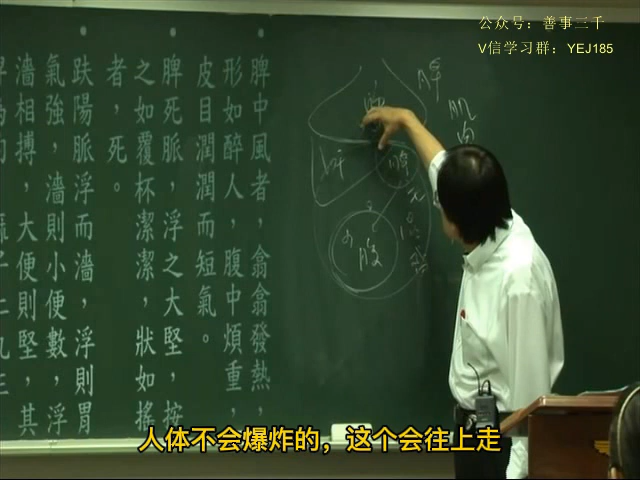 公众号：善事三千
V信学习群：YEJ185
脾中風者，翕翕發熱，
形如醉人，腹中煩重，
皮目潤潤而短氣。
脾死脈，浮之大堅，按
之如覆杯潔潔，狀如搖
者，死。
趺陽脈浮而濇，浮則胃
氣強，濇則小便數，浮
濇相搏，大便則堅，其
肌肉
肝
人体不会爆炸的，这个会往上走